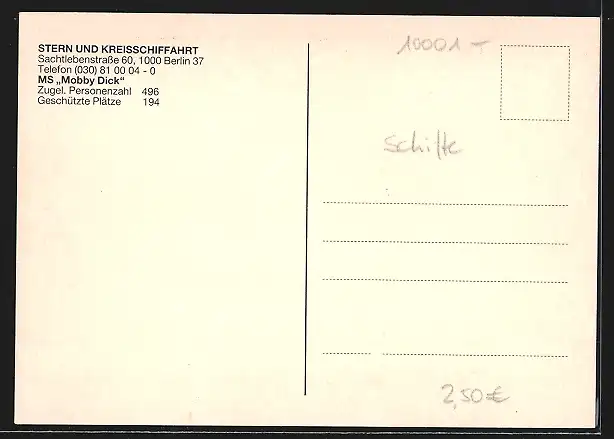 STERN UND KREISSCHIFFAHRT
Sachtlebenstraße 60, 1000 Berlin 37
Telefon (030) 81 00 04 - 0
MS „Mobby Dick“
Zugel. Personenzahl 496
Geschützte Plätze 194
10001 -
Schiffe
2,50 €